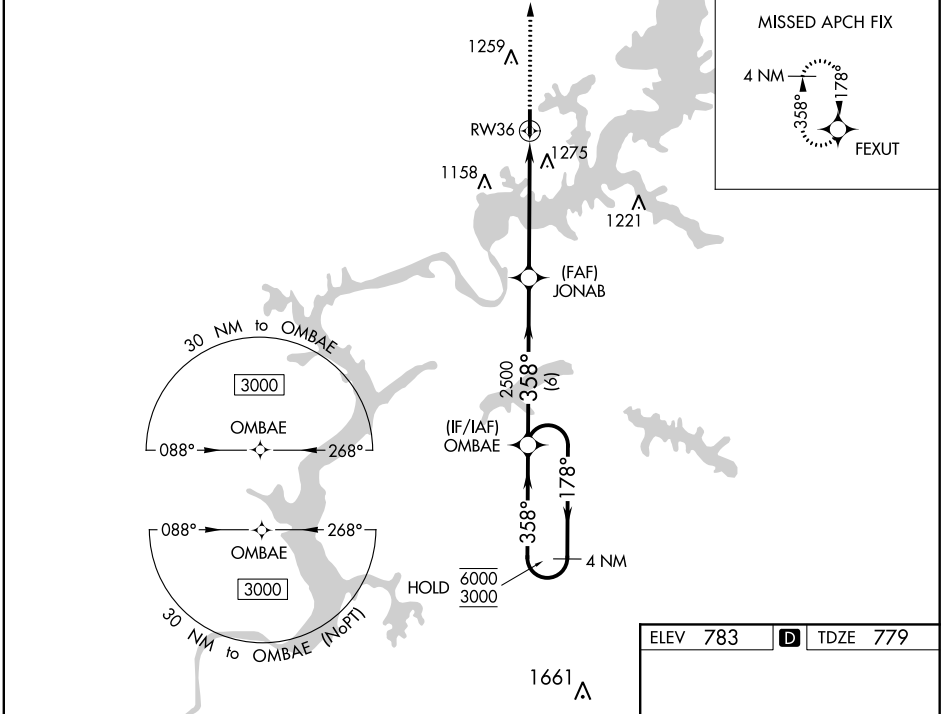 MISSED APCH FIX
4 NM
178°
358°
FEXUT
1259
RW36
1275
1158
1221
(FAF)
JONAB
30 NM to OMBAE
3000
OMBAE
088°
268°
2500
358°
(6)
(IF/IAF)
OMBAE
178°
358°
4 NM
HOLD
6000
3000
088°
268°
OMBAE
3000
30 NM to OMBAE (NoPT)
ELEV 783 D TDZE 779
1661